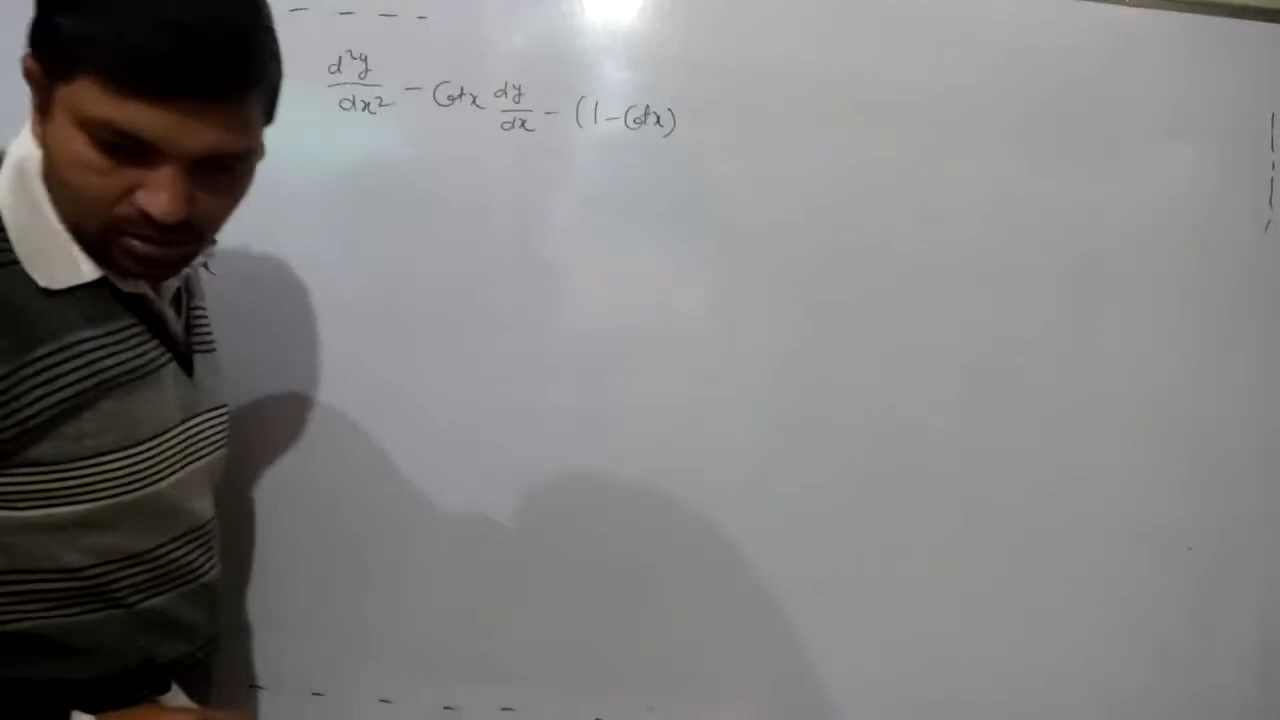 d²y/dx² - Cotx dy/dx - (1 - Cotx)